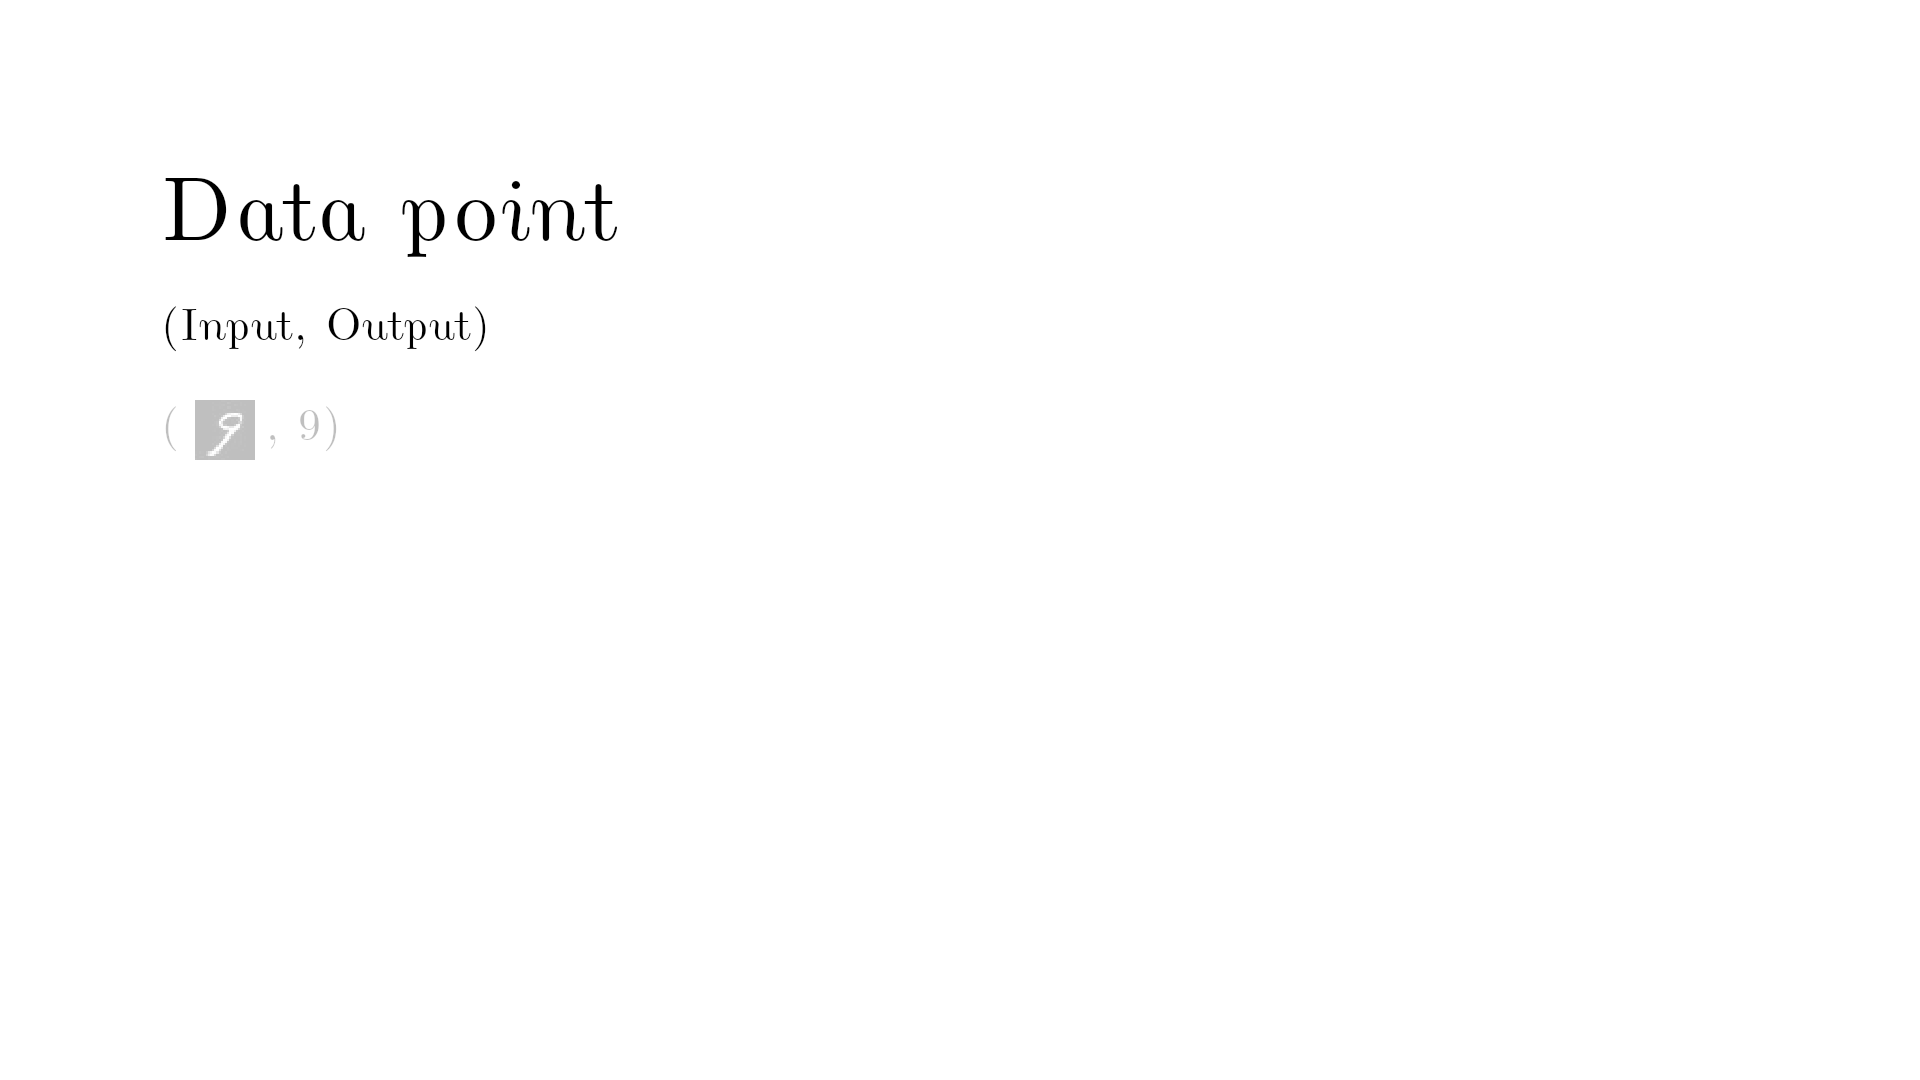 Data point
(Input, Output)
( 9 , 9)